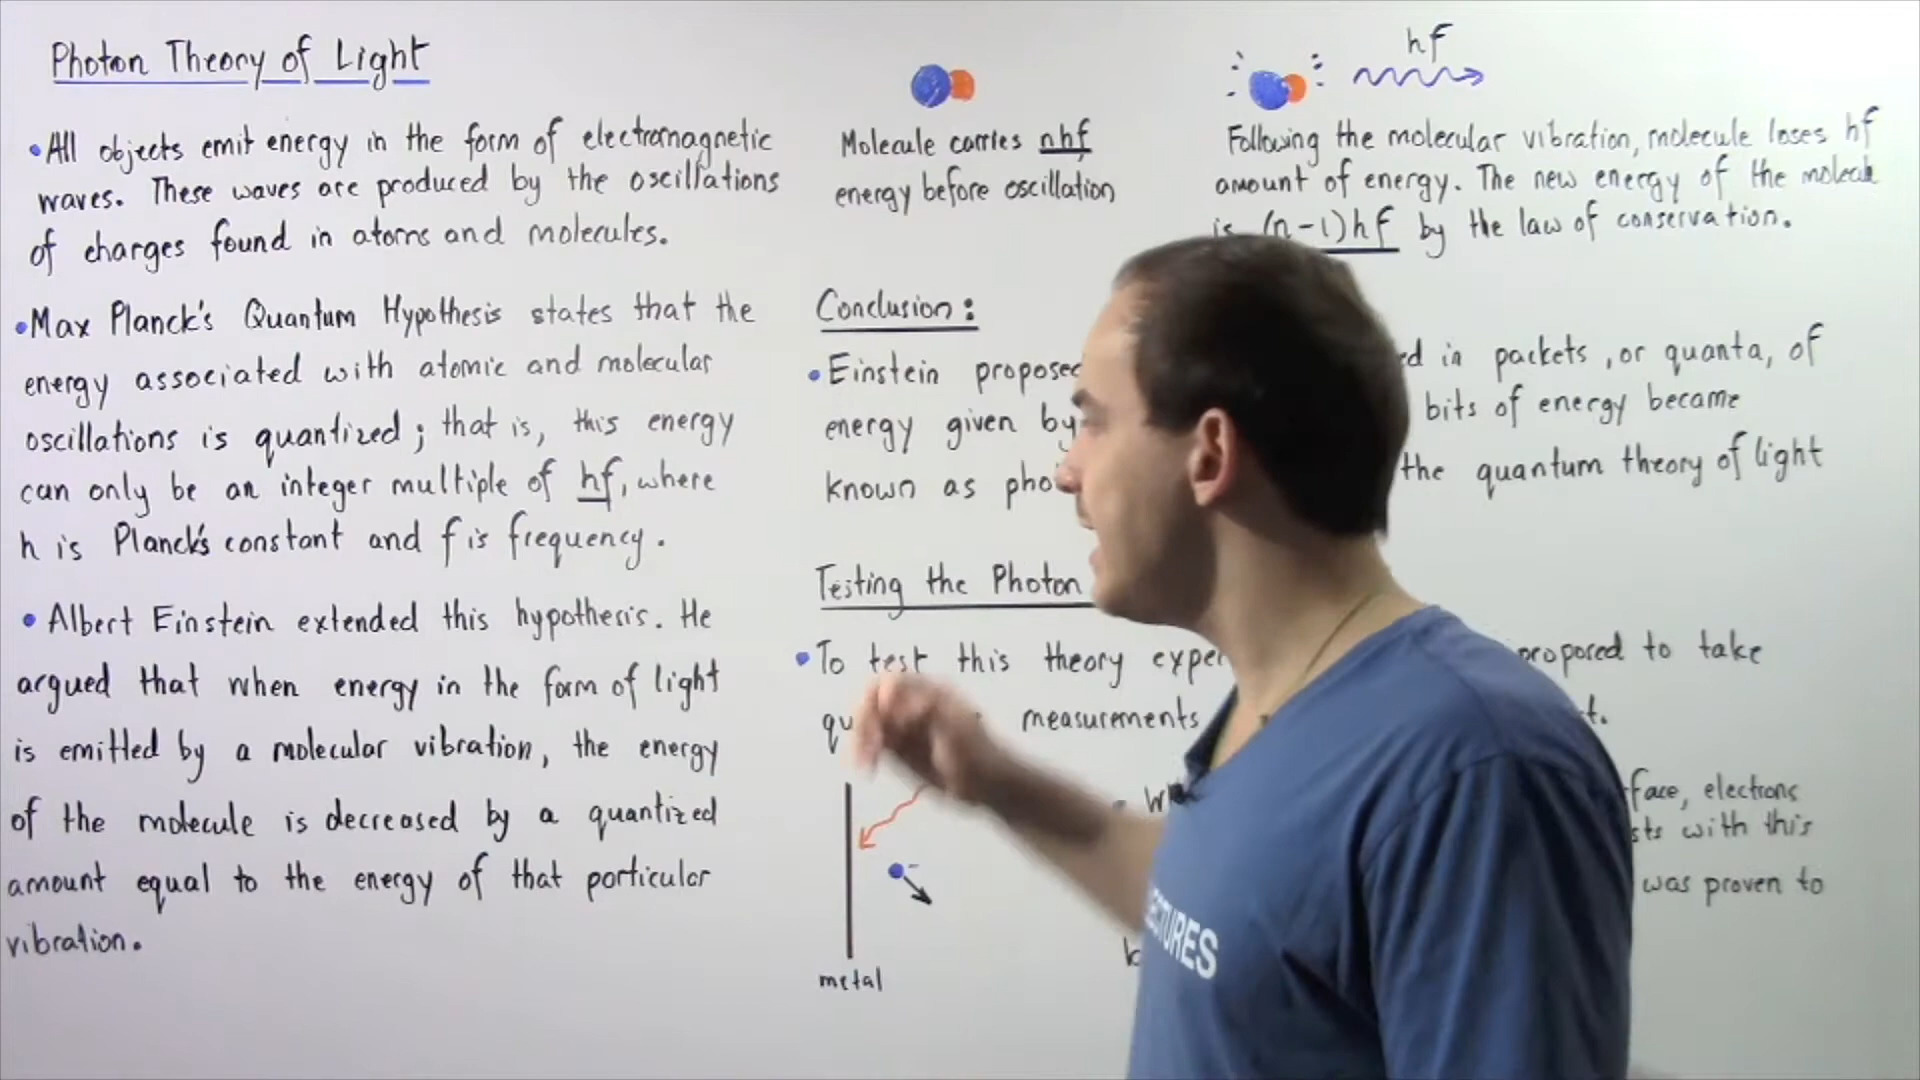 Photon Theory of Light
• All objects emit energy in the form of electromagnetic
waves. These waves are produced by the oscillations
of charges found in atoms and molecules.
• Max Planck's Quantum Hypothesis states that the
energy associated with atomic and molecular
oscillations is quantized; that is, this energy
can only be an integer multiple of hf, where
h is Planck's constant and f is frequency.
• Albert Einstein extended this hypothesis. He
argued that when energy in the form of light
is emitted by a molecular vibration, the energy
of the molecule is decreased by a quantized
amount equal to the energy of that particular
vibration.
Molecule carries nhf
energy before oscillation
hf
Following the molecular vibration, molecule loses hf
amount of energy. The new energy of the molecule
is (n-1)hf by the law of conservation.
Conclusion:
• Einstein proposed in packets, or quanta, of
energy given by bits of energy became
known as the quantum theory of light
Testing the Photon
• To test this theory proposed to take
measurements
face, electrons
with this
was proven to
metal
ECTURES